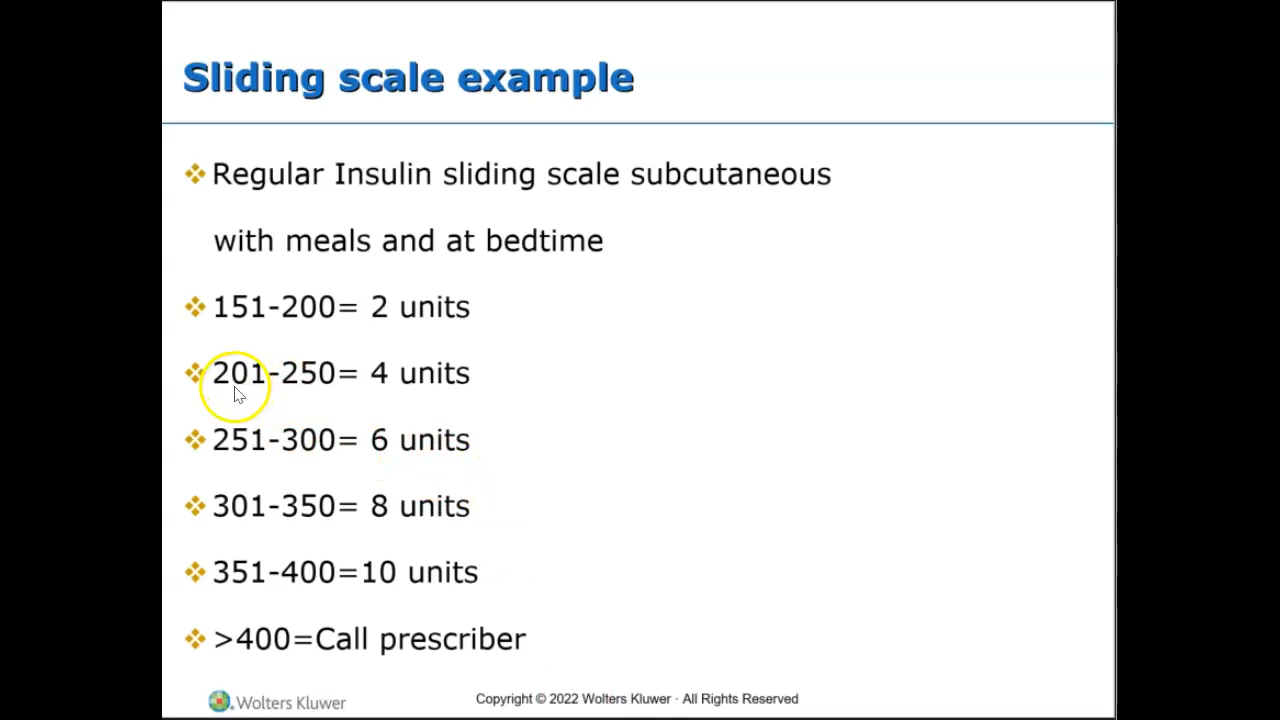 Sliding scale example
Regular Insulin sliding scale subcutaneous
with meals and at bedtime
151-200= 2 units
201-250= 4 units
251-300= 6 units
301-350= 8 units
351-400=10 units
>400=Call prescriber
Wolters Kluwer
Copyright © 2022 Wolters Kluwer · All Rights Reserved